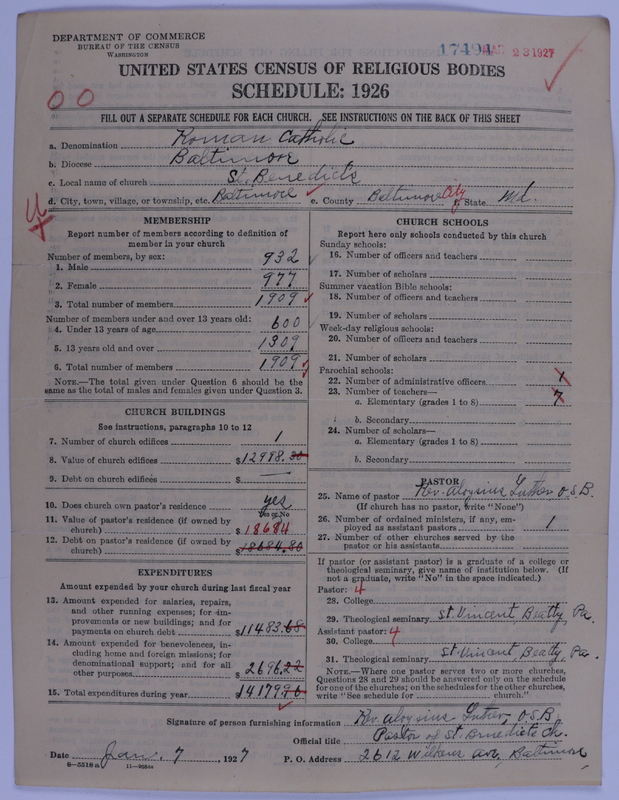 DEPARTMENT OF COMMERCE
BUREAU OF THE CENSUS
WASHINGTON
17494 MAR 23 1927
UNITED STATES CENSUS OF RELIGIOUS BODIES
SCHEDULE: 1926
FILL OUT A SEPARATE SCHEDULE FOR EACH CHURCH. SEE INSTRUCTIONS ON THE BACK OF THIS SHEET
a. Denomination Roman Catholic
b. Diocese Baltimore
c. Local name of church St. Benedicts
d. City, town, village, or township, etc. Baltimore e. County Baltimore City f. State Md.
MEMBERSHIP
Report number of members according to definition of
member in your church
Number of members, by sex:
1. Male 932
2. Female 977
3. Total number of members 1909
Number of members under and over 13 years old:
4. Under 13 years of age 600
5. 13 years old and over 1309
6. Total number of members 1909
NOTE.—The total given under Question 6 should be the
same as the total of males and females given under Question 3.
CHURCH BUILDINGS
See instructions, paragraphs 10 to 12
7. Number of church edifices 1
8. Value of church edifices $12998.30
9. Debt on church edifices $ —
10. Does church own pastor's residence yes
Yes or No
11. Value of pastor's residence (if owned by
church) $ 18684
12. Debt on pastor's residence (if owned by
church) $18684.80
EXPENDITURES
Amount expended by your church during last fiscal year
13. Amount expended for salaries, repairs,
and other running expenses; for im-
provements or new buildings; and for
payments on church debt $11483.68
14. Amount expended for benevolences, in-
cluding home and foreign missions; for
denominational support; and for all
other purposes $2696.22
15. Total expenditures during year $14179.90
CHURCH SCHOOLS
Report here only schools conducted by this church
Sunday schools:
16. Number of officers and teachers
17. Number of scholars
Summer vacation Bible schools:
18. Number of officers and teachers
19. Number of scholars
Week-day religious schools:
20. Number of officers and teachers
21. Number of scholars
Parochial schools:
22. Number of administrative officers 1
23. Number of teachers—
a. Elementary (grades 1 to 8) 7
b. Secondary
24. Number of scholars—
a. Elementary (grades 1 to 8)
b. Secondary
PASTOR
25. Name of pastor Rev. Aloysius Luther O.S.B.
(If church has no pastor, write "None")
26. Number of ordained ministers, if any, em-
ployed as assistant pastors 1
27. Number of other churches served by the
pastor or his assistants
If pastor (or assistant pastor) is a graduate of a college or
theological seminary, give name of institution below. (If
not a graduate, write "No" in the space indicated.)
Pastor: 4
28. College
29. Theological seminary St. Vincent Beatty, Pa.
Assistant pastor: 4
30. College
31. Theological seminary St. Vincent Beatty, Pa.
NOTE.—Where one pastor serves two or more churches,
Questions 28 and 29 should be answered only on the schedule
for one of the churches; on the schedules for the other churches,
write "See schedule for church."
Signature of person furnishing information Rev. Aloysius Luther, O.S.B.
Official title Pastor of St. Benedicts Ch.
Date Jan. 7 1927 P. O. Address 2612 Wilkens Ave, Baltimore
8—5518a 11—9584a